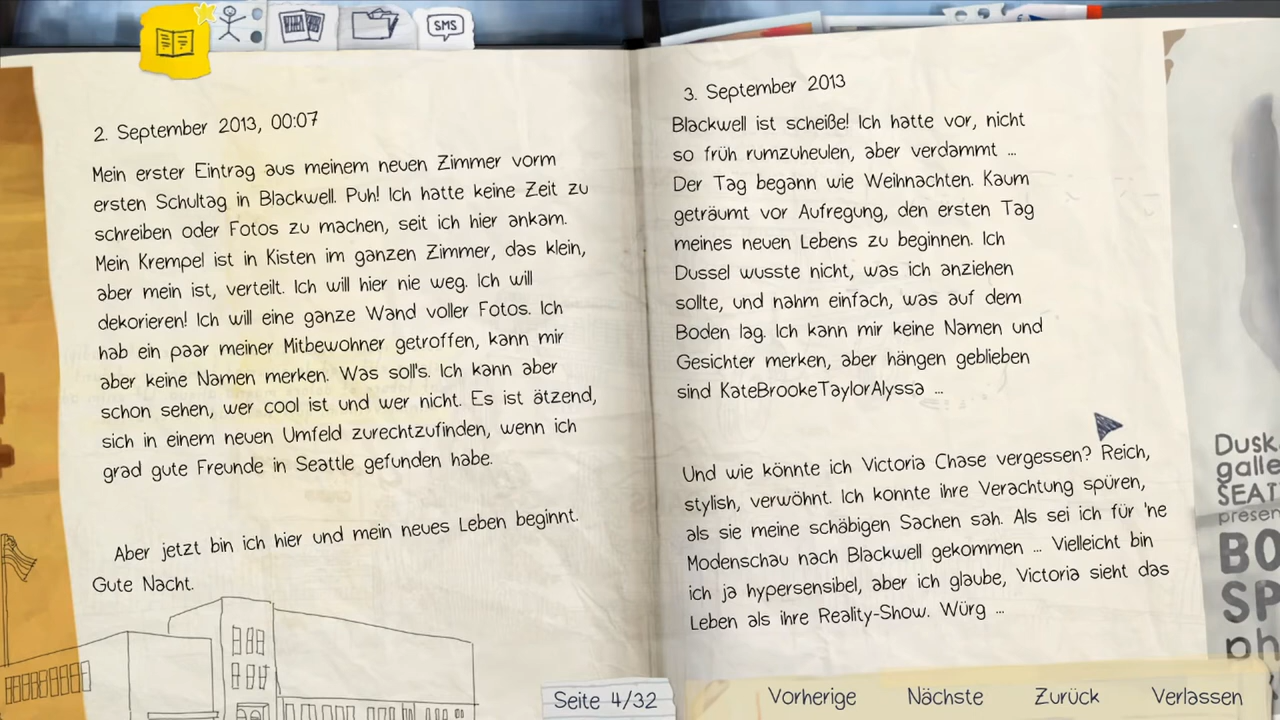 SMS
2. September 2013, 00:07
Mein erster Eintrag aus meinem neuen Zimmer vorm
ersten Schultag in Blackwell. Puh! Ich hatte keine Zeit zu
schreiben oder Fotos zu machen, seit ich hier ankam.
Mein Krempel ist in Kisten im ganzen Zimmer, das klein,
aber mein ist, verteilt. Ich will hier nie weg. Ich will
dekorieren! Ich will eine ganze Wand voller Fotos. Ich
hab ein paar meiner Mitbewohner getroffen, kann mir
aber keine Namen merken. Was soll's. Ich kann aber
schon sehen, wer cool ist und wer nicht. Es ist ätzend,
sich in einem neuen Umfeld zurechtzufinden, wenn ich
grad gute Freunde in Seattle gefunden habe.
Aber jetzt bin ich hier und mein neues Leben beginnt.
Gute Nacht.
3. September 2013
Blackwell ist scheiße! Ich hatte vor, nicht
so früh rumzuheulen, aber verdammt ...
Der Tag begann wie Weihnachten. Kaum
geträumt vor Aufregung, den ersten Tag
meines neuen Lebens zu beginnen. Ich
Dussel wusste nicht, was ich anziehen
sollte, und nahm einfach, was auf dem
Boden lag. Ich kann mir keine Namen und
Gesichter merken, aber hängen geblieben
sind KateBrookeTaylorAlyssa ...
Und wie könnte ich Victoria Chase vergessen? Reich,
stylish, verwöhnt. Ich konnte ihre Verachtung spüren,
als sie meine schäbigen Sachen sah. Als sei ich für 'ne
Modenschau nach Blackwell gekommen ... Vielleicht bin
ich ja hypersensibel, aber ich glaube, Victoria sieht das
Leben als ihre Reality-Show. Würg ...
Dusk
galle
SEAT
presen
BO
SP
ph
Seite 4/32
Vorherige Nächste Zurück Verlassen